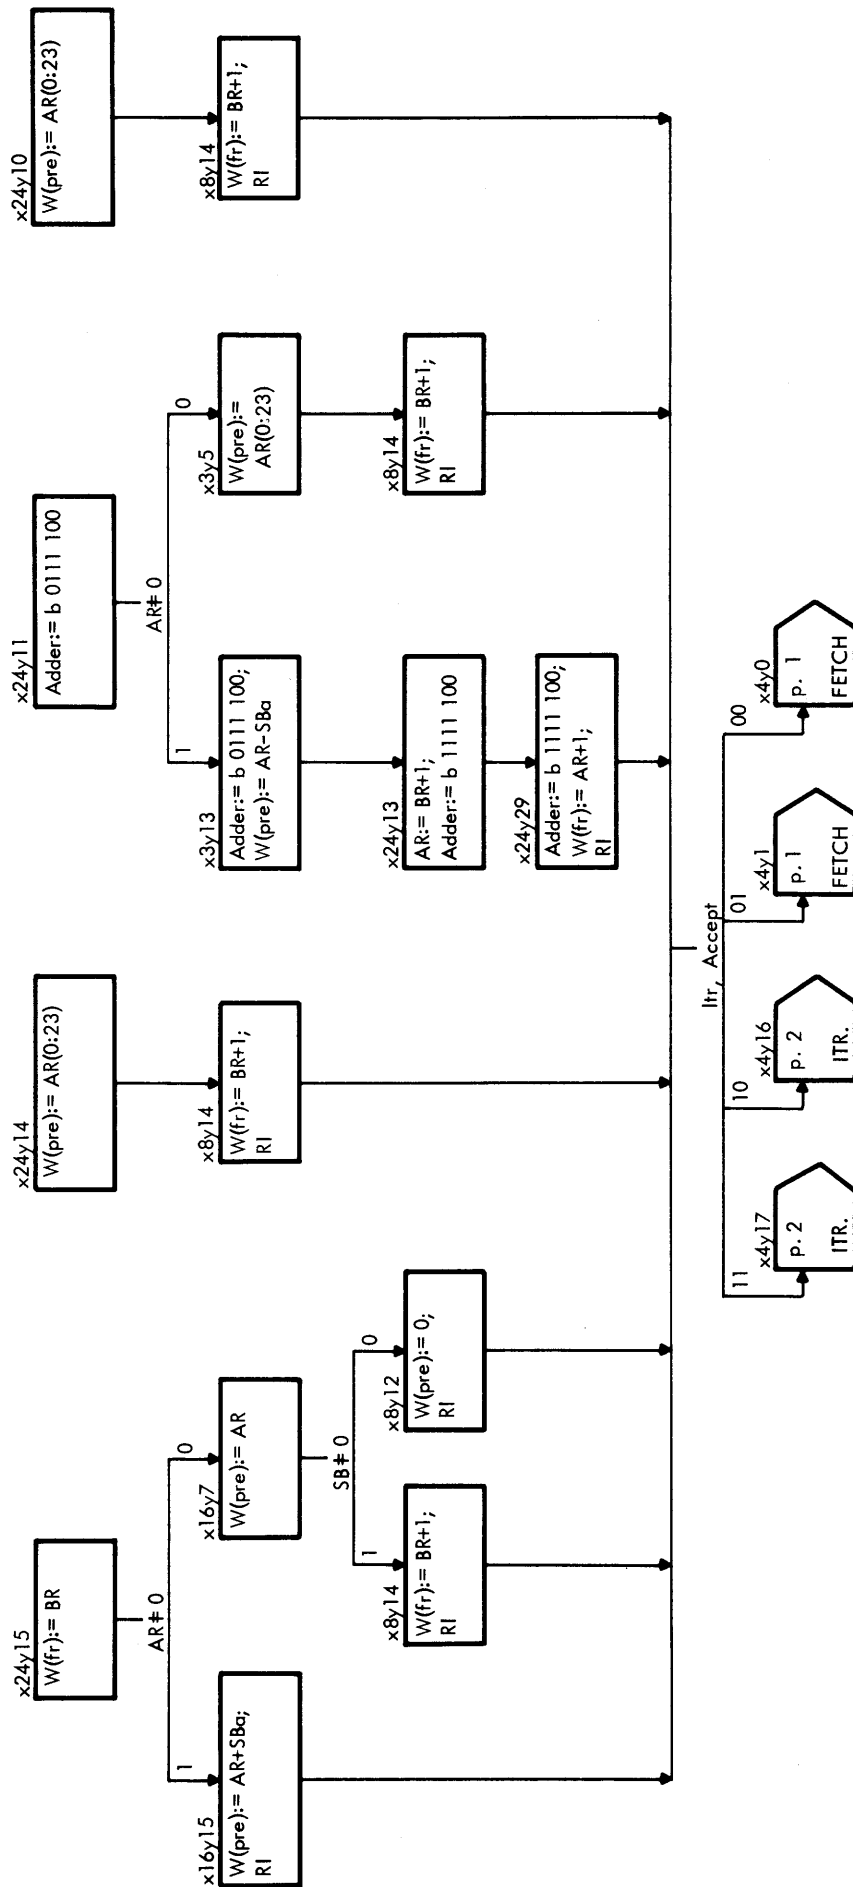 x24y15
W(fr):= BR
AR≠0
1
0
x16y15
W(pre):= AR+SBa;
RI
x16y7
W(pre):= AR
SB≠0
1
0
x8y14
W(fr):= BR+1;
RI
x8y12
W(pre):= 0;
RI
x24y14
W(pre):= AR(0:23)
x8y14
W(fr):= BR+1;
RI
x24y11
Adder:= b 0111 100
AR≠0
1
0
x3y13
Adder:= b 0111 100;
W(pre):= AR-SBa
x24y13
AR:= BR+1;
Adder:= b 1111 100
x24y29
Adder:= b 1111 100;
W(fr):= AR+1;
RI
x3y5
W(pre):=
AR(0:23)
x8y14
W(fr):= BR+1;
RI
x24y10
W(pre):= AR(0:23)
x8y14
W(fr):= BR+1;
RI
Itr, Accept
11
10
01
00
x4y17
p. 2
ITR.
x4y16
p. 2
ITR.
x4y1
p. 1
FETCH
x4y0
p. 1
FETCH